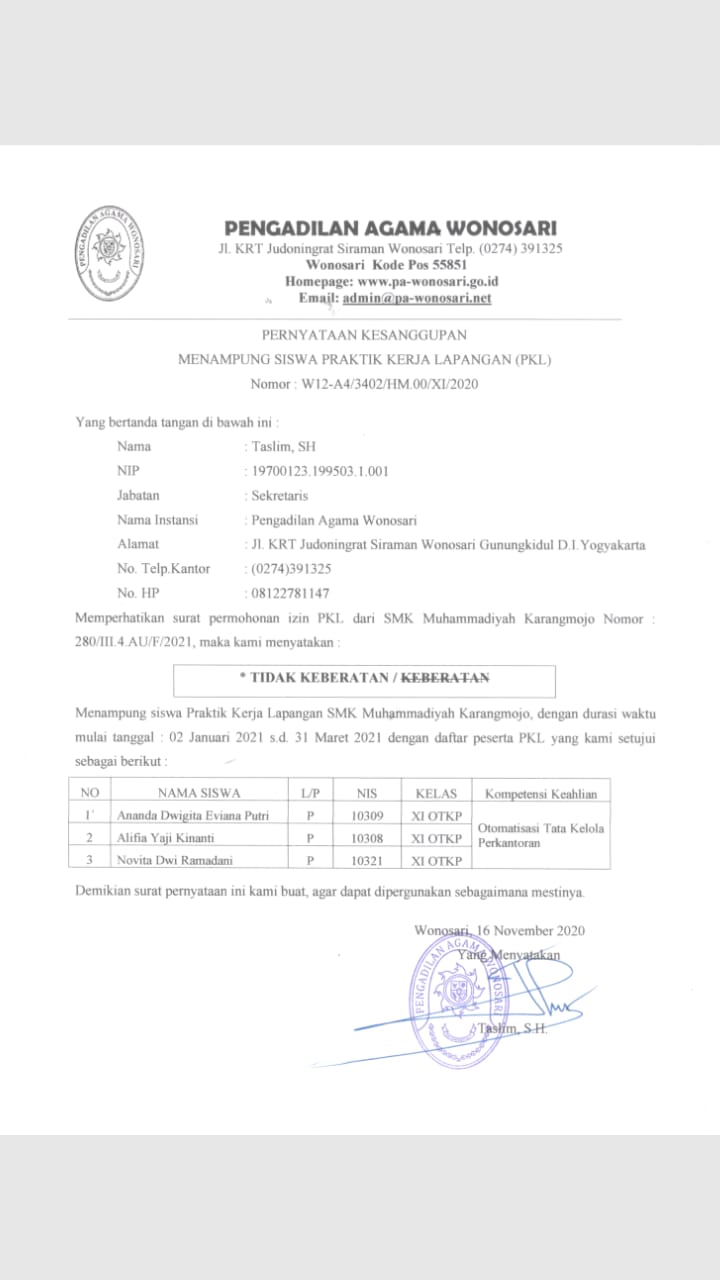 PENGADILAN AGAMA WONOSARI
PENGADILAN AGAMA WONOSARI
Jl. KRT Judoningrat Siraman Wonosari Telp. (0274) 391325
Wonosari Kode Pos 55851
Homepage: www.pa-wonosari.go.id
Email: admin@pa-wonosari.net
PERNYATAAN KESANGGUPAN
MENAMPUNG SISWA PRAKTIK KERJA LAPANGAN (PKL)
Nomor : W12-A4/3402/HM.00/XI/2020
Yang bertanda tangan di bawah ini :
Nama : Taslim, SH
NIP : 19700123.199503.1.001
Jabatan : Sekretaris
Nama Instansi : Pengadilan Agama Wonosari
Alamat : Jl. KRT Judoningrat Siraman Wonosari Gunungkidul D.I.Yogyakarta
No. Telp.Kantor : (0274)391325
No. HP : 08122781147
Memperhatikan surat permohonan izin PKL dari SMK Muhammadiyah Karangmojo Nomor :
280/III.4.AU/F/2021, maka kami menyatakan :
* TIDAK KEBERATAN / KEBERATAN
Menampung siswa Praktik Kerja Lapangan SMK Muhammadiyah Karangmojo, dengan durasi waktu
mulai tanggal : 02 Januari 2021 s.d. 31 Maret 2021 dengan daftar peserta PKL yang kami setujui
sebagai berikut :
NO NAMA SISWA L/P NIS KELAS Kompetensi Keahlian
1 Ananda Dwigita Eviana Putri P 10309 XI OTKP
2 Alifia Yaji Kinanti P 10308 XI OTKP
3 Novita Dwi Ramadani P 10321 XI OTKP
Otomatisasi Tata Kelola
Perkantoran
Demikian surat pernyataan ini kami buat, agar dapat dipergunakan sebagaimana mestinya.
Wonosari, 16 November 2020
Yang Menyatakan
PENGADILAN AGAMA WONOSARI
Taslim, S.H.